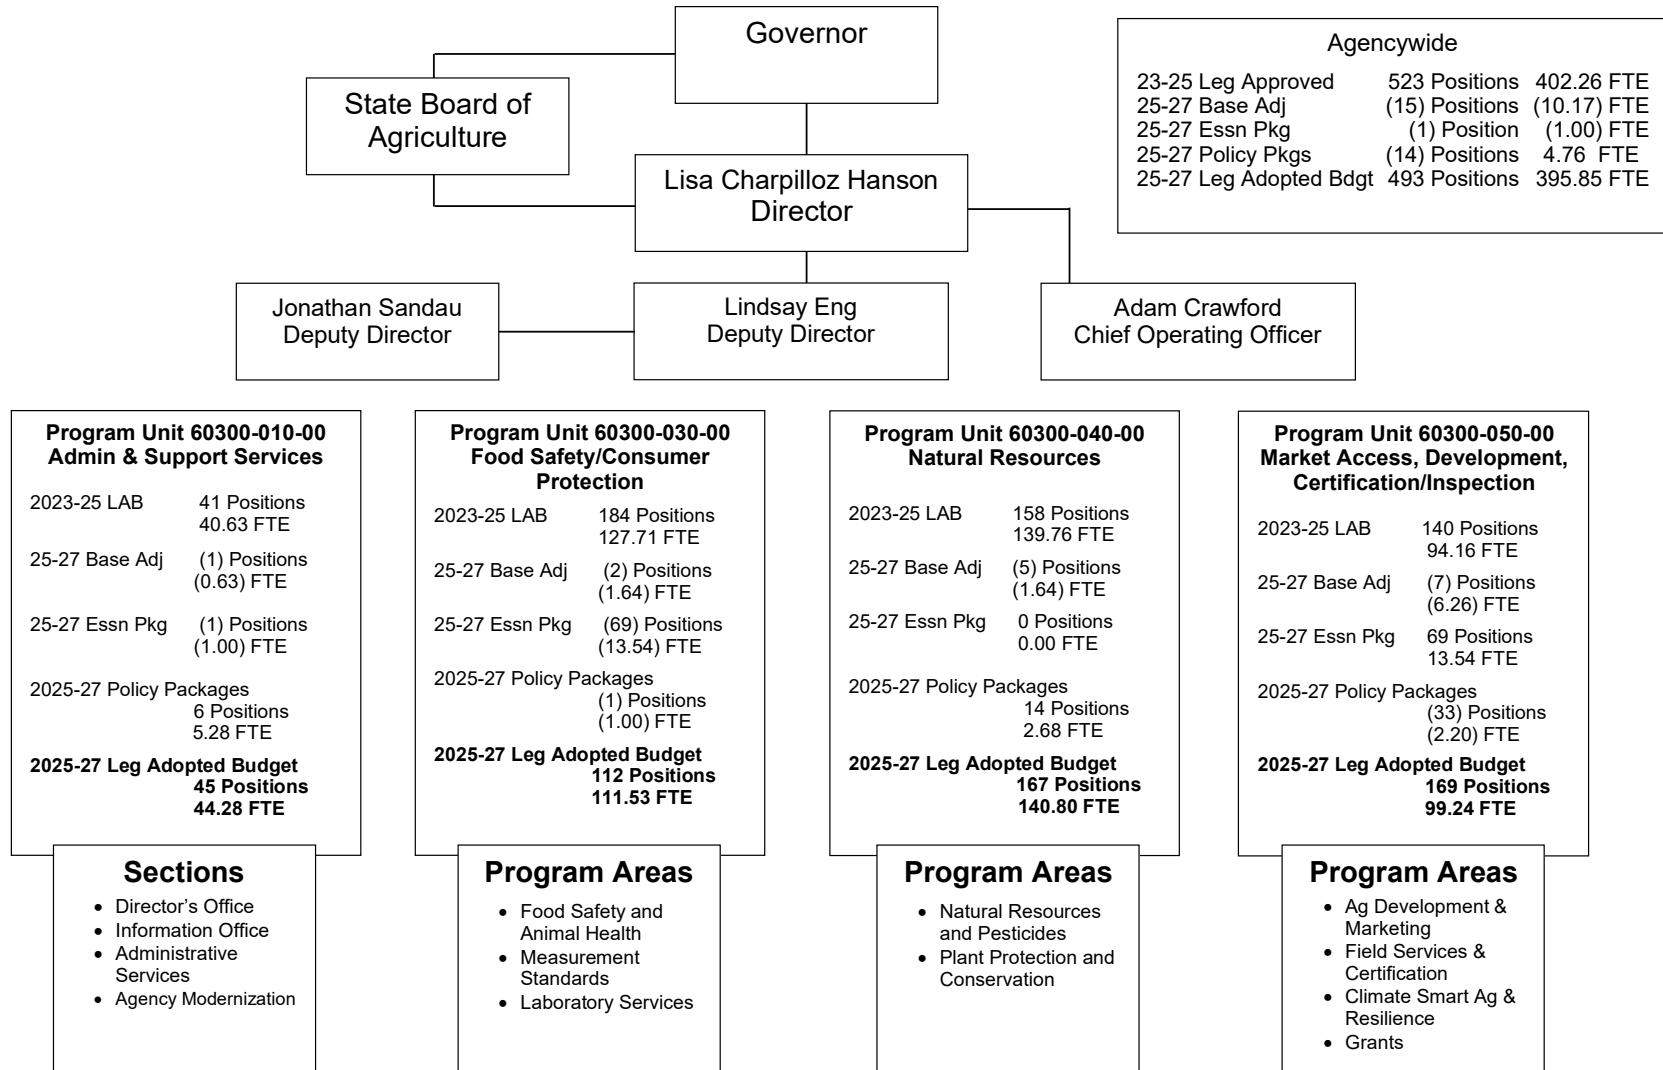 Governor
State Board of
Agriculture
Agencywide
23-25 Leg Approved 523 Positions 402.26 FTE
25-27 Base Adj (15) Positions (10.17) FTE
25-27 Essn Pkg (1) Position (1.00) FTE
25-27 Policy Pkgs (14) Positions 4.76 FTE
25-27 Leg Adopted Bdgt 493 Positions 395.85 FTE
Lisa Charpilloz Hanson
Director
Jonathan Sandau
Deputy Director
Lindsay Eng
Deputy Director
Adam Crawford
Chief Operating Officer
Program Unit 60300-010-00
Admin & Support Services
2023-25 LAB 41 Positions
40.63 FTE
25-27 Base Adj (1) Positions
(0.63) FTE
25-27 Essn Pkg (1) Positions
(1.00) FTE
2025-27 Policy Packages
6 Positions
5.28 FTE
2025-27 Leg Adopted Budget
45 Positions
44.28 FTE
Sections
• Director’s Office
• Information Office
• Administrative
Services
• Agency Modernization
Program Unit 60300-030-00
Food Safety/Consumer
Protection
2023-25 LAB 184 Positions
127.71 FTE
25-27 Base Adj (2) Positions
(1.64) FTE
25-27 Essn Pkg (69) Positions
(13.54) FTE
2025-27 Policy Packages
(1) Positions
(1.00) FTE
2025-27 Leg Adopted Budget
112 Positions
111.53 FTE
Program Areas
• Food Safety and
Animal Health
• Measurement
Standards
• Laboratory Services
Program Unit 60300-040-00
Natural Resources
2023-25 LAB 158 Positions
139.76 FTE
25-27 Base Adj (5) Positions
(1.64) FTE
25-27 Essn Pkg 0 Positions
0.00 FTE
2025-27 Policy Packages
14 Positions
2.68 FTE
2025-27 Leg Adopted Budget
167 Positions
140.80 FTE
Program Areas
• Natural Resources
and Pesticides
• Plant Protection and
Conservation
Program Unit 60300-050-00
Market Access, Development,
Certification/Inspection
2023-25 LAB 140 Positions
94.16 FTE
25-27 Base Adj (7) Positions
(6.26) FTE
25-27 Essn Pkg 69 Positions
13.54 FTE
2025-27 Policy Packages
(33) Positions
(2.20) FTE
2025-27 Leg Adopted Budget
169 Positions
99.24 FTE
Program Areas
• Ag Development &
Marketing
• Field Services &
Certification
• Climate Smart Ag &
Resilience
• Grants